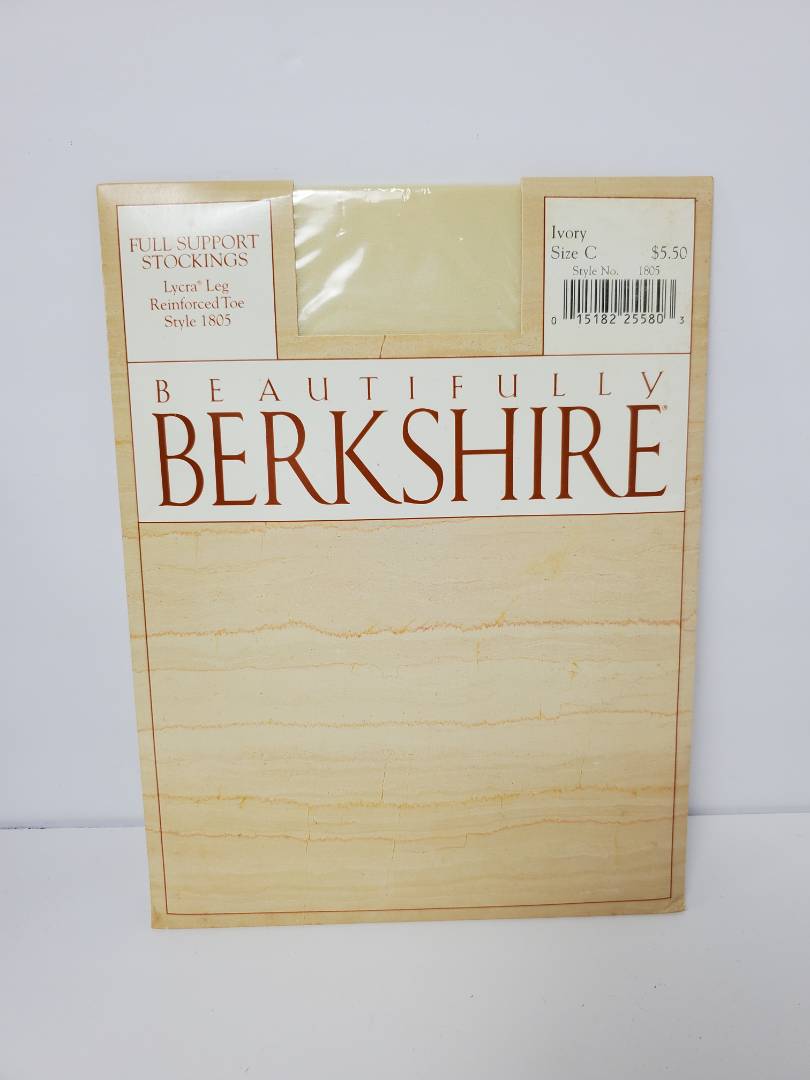 FULL SUPPORT
STOCKINGS
Lycra® Leg
Reinforced Toe
Style 1805
Ivory
Size C $5.50
Style No. 1805
0 15182 25580 3
BEAUTIFULLY
BERKSHIRE®